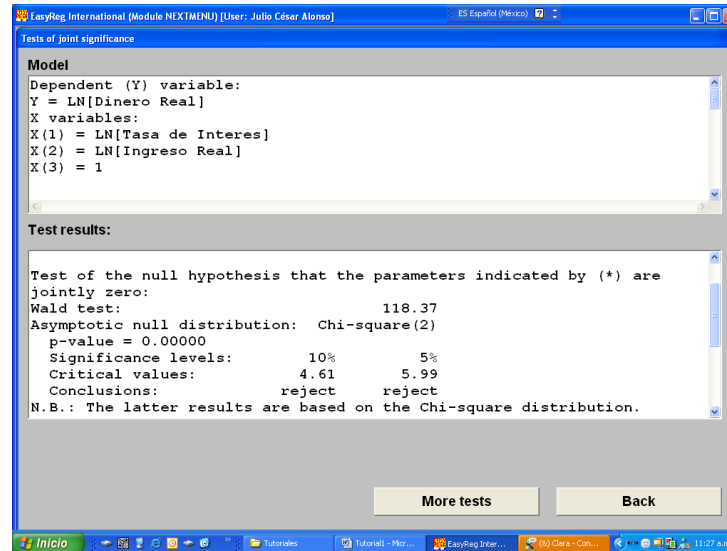 EasyReg International (Module NEXTMENU) [User: Julio César Alonso]
ES Español (México)
Tests of joint significance
Model
Dependent (Y) variable:
Y = LN[Dinero Real]
X variables:
X(1) = LN[Tasa de Interes]
X(2) = LN[Ingreso Real]
X(3) = 1
Test results:
Test of the null hypothesis that the parameters indicated by (*) are
jointly zero:
Wald test: 118.37
Asymptotic null distribution: Chi-square(2)
p-value = 0.00000
Significance levels: 10% 5%
Critical values: 4.61 5.99
Conclusions: reject reject
N.B.: The latter results are based on the Chi-square distribution.
More tests Back
Inicio Tutoriales Tutorial1 - Micr... EasyReg Inter... (6) Clara - Con... 11:27 a.m.